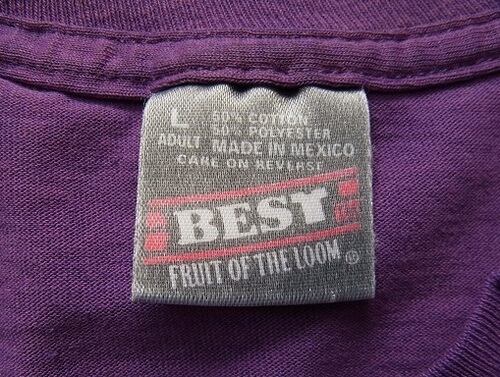 L 50% COTTON
50% POLYESTER
ADULT MADE IN MEXICO
CARE ON REVERSE
BEST
FRUIT OF THE LOOM ®